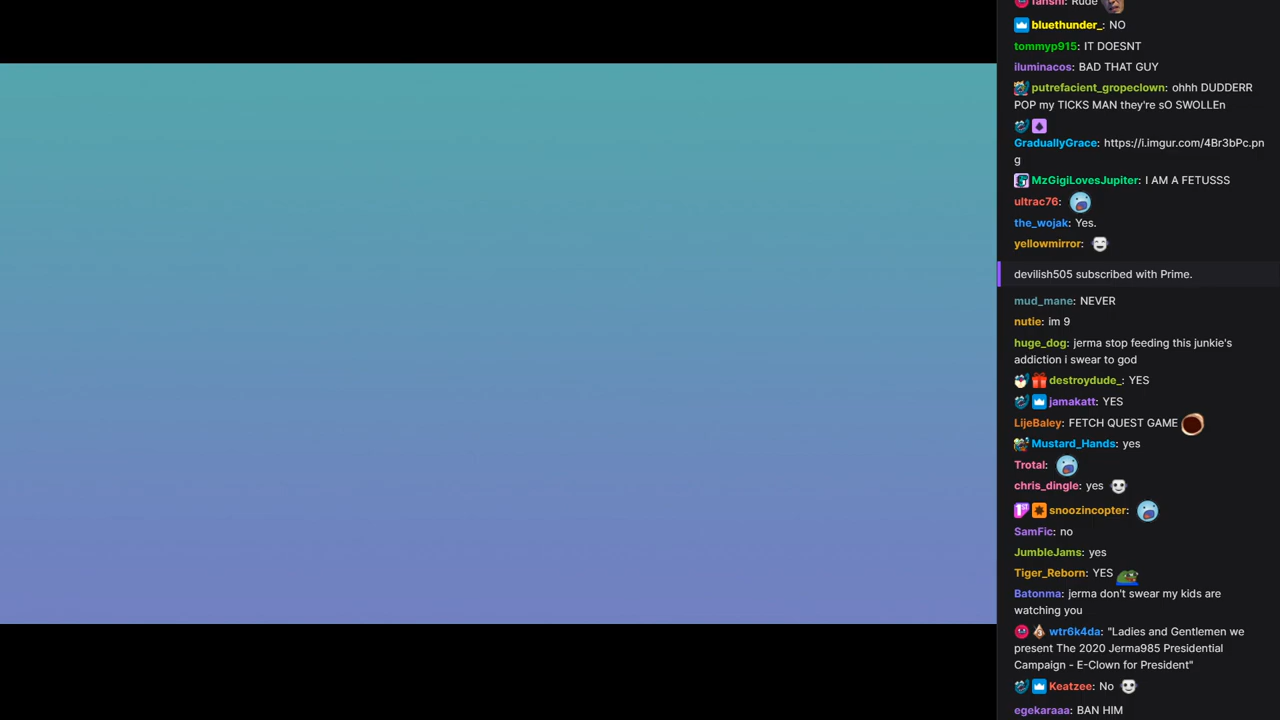 fanshi: Rude
bluethunder_: NO
tommyp915: IT DOESNT
iluminacos: BAD THAT GUY
putrefacient_gropeclown: ohhh DUDDERR
POP my TICKS MAN they're sO SWOLLEn
GraduallyGrace: https://i.imgur.com/4Br3bPc.pn
g
MzGigiLovesJupiter: I AM A FETUSSS
ultrac76:
the_wojak: Yes.
yellowmirror:
devilish505 subscribed with Prime.
mud_mane: NEVER
nutie: im 9
huge_dog: jerma stop feeding this junkie's
addiction i swear to god
destroydude_: YES
jamakatt: YES
LijeBaley: FETCH QUEST GAME
Mustard_Hands: yes
Trotal:
chris_dingle: yes
snoozincopter:
SamFic: no
JumbleJams: yes
Tiger_Reborn: YES
Batonma: jerma don't swear my kids are
watching you
wtr6k4da: "Ladies and Gentlemen we
present The 2020 Jerma985 Presidential
Campaign - E-Clown for President"
Keatzee: No
egekaraaa: BAN HIM